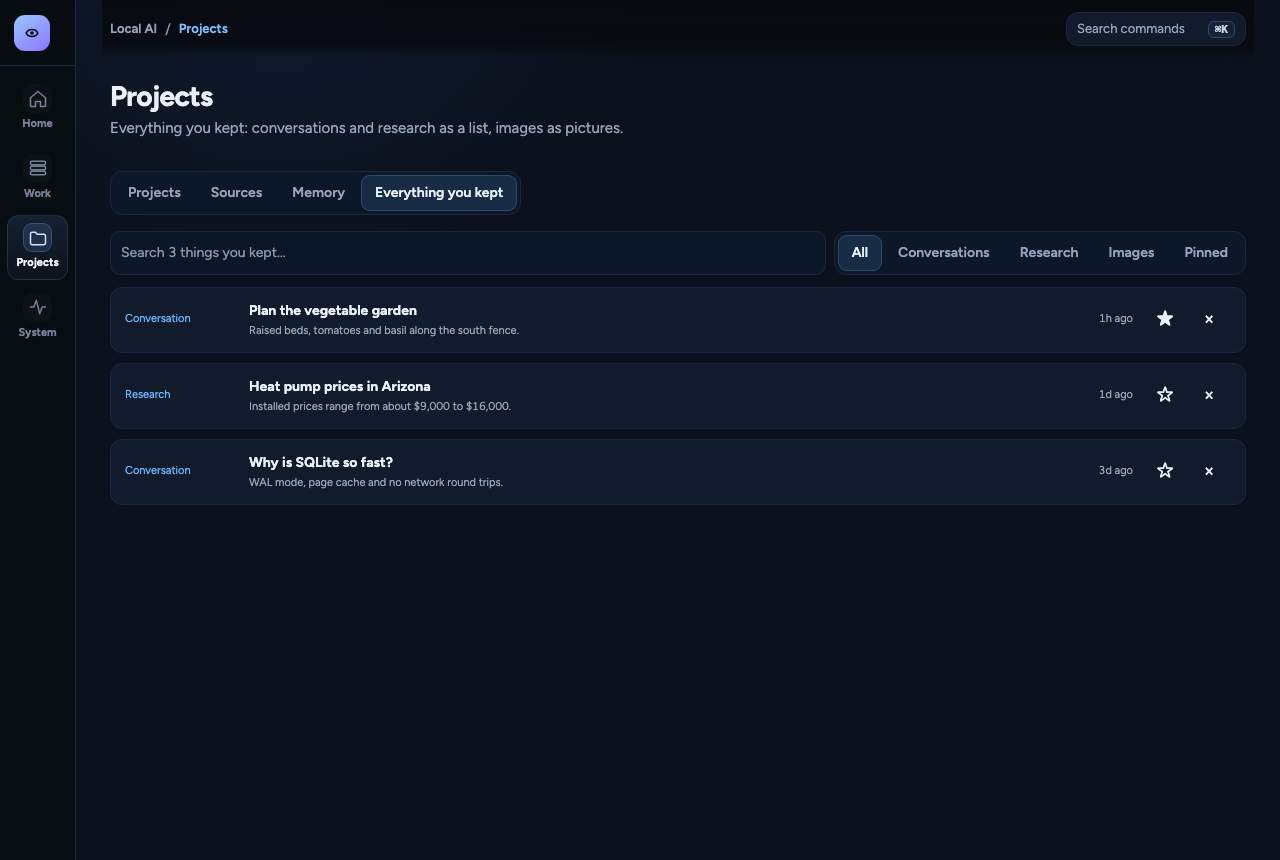 Local AI / Projects
Search commands ⌘K
Home
Work
Projects
System
Projects
Everything you kept: conversations and research as a list, images as pictures.
Projects Sources Memory Everything you kept
Search 3 things you kept...
All Conversations Research Images Pinned
Conversation
Plan the vegetable garden
Raised beds, tomatoes and basil along the south fence.
1h ago
Research
Heat pump prices in Arizona
Installed prices range from about $9,000 to $16,000.
1d ago
Conversation
Why is SQLite so fast?
WAL mode, page cache and no network round trips.
3d ago